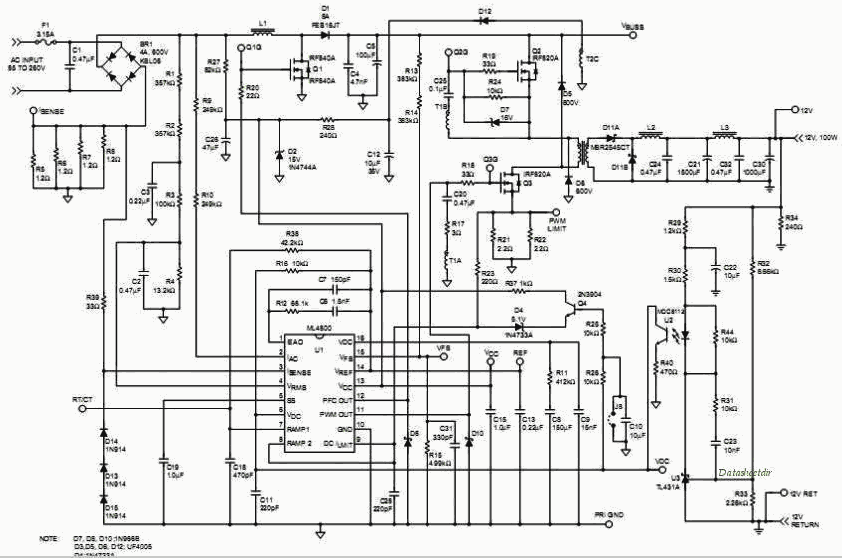 F1
3.15A
AC INPUT
85 TO 260V
C1
0.47µF
BR1
4A, 600V
KBL06
L1
D1
8A
FES16JT
D12
VBUSS
T2C
R27
82kΩ
Q1G
IRF840A
Q1
IRF840A
R20
22Ω
C4
4.7nF
C5
100µF
R13
383kΩ
R14
383kΩ
Q2G
R19
33Ω
Q2
IRF820A
R24
10kΩ
C25
0.1µF
T1B
D7
16V
D5
600V
R1
357kΩ
R9
249kΩ
R2
357kΩ
ISENSE
R5
1.2Ω
R6
1.2Ω
R7
1.2Ω
R8
1.2Ω
C26
47µF
D2
15V
1N4744A
R28
240Ω
C12
10µF
35V
R18
33Ω
Q3G
IRF820A
Q3
D6
600V
D11A
MBR2545CT
D11B
L2
L3
12V
12V, 100W
C24
0.47µF
C21
1500µF
C32
0.47µF
C30
1000µF
C3
0.22µF
R3
100kΩ
R10
249kΩ
C20
0.47µF
R17
3Ω
T1A
R21
2.2Ω
R22
2.2Ω
PWM
LIMIT
R29
1.2kΩ
R34
240Ω
R38
42.2kΩ
R16 10kΩ
C7 150pF
R12 68.1k
C6 1.5nF
R23
220Ω
R37 1kΩ
2N3904
Q4
D4
5.1V
1N4733A
R30
1.5kΩ
C22
10µF
R32
8.66kΩ
C2
0.47µF
R4
13.2kΩ
R39
33Ω
ML4800
U1
1
EAO
2
IAC
3
ISENSE
4
VRMS
5
SS
6
VDC
7
RAMP1
8
RAMP 2
VDC
16
VFB
15
VREF
14
VCC
13
PFC OUT
12
PWM OUT
11
GND
10
DC ILIMIT
9
VFB
VCC
REF
R11
412kΩ
R25
10kΩ
R26
10kΩ
MOC8112
U2
R40
470Ω
R44
10kΩ
R31
10kΩ
C23
10nF
J8
C10
10µF
RT/CT
D14
1N914
D13
1N914
D15
1N914
C19
1.0µF
C18
470pF
C11
220pF
D8
R15
4.99kΩ
C31
330pF
D10
C28
220pF
C15
1.0µF
C13
0.22µF
C8
150µF
C9
15nF
VDC
U3
TL431A
Datasheetdir
R33
2.26kΩ
12V RET
12V
RETURN
PRI GND
NOTE:
D7, D8, D10;1N966B
D3,D5, D6, D12; UF4005
D4;1N4733A